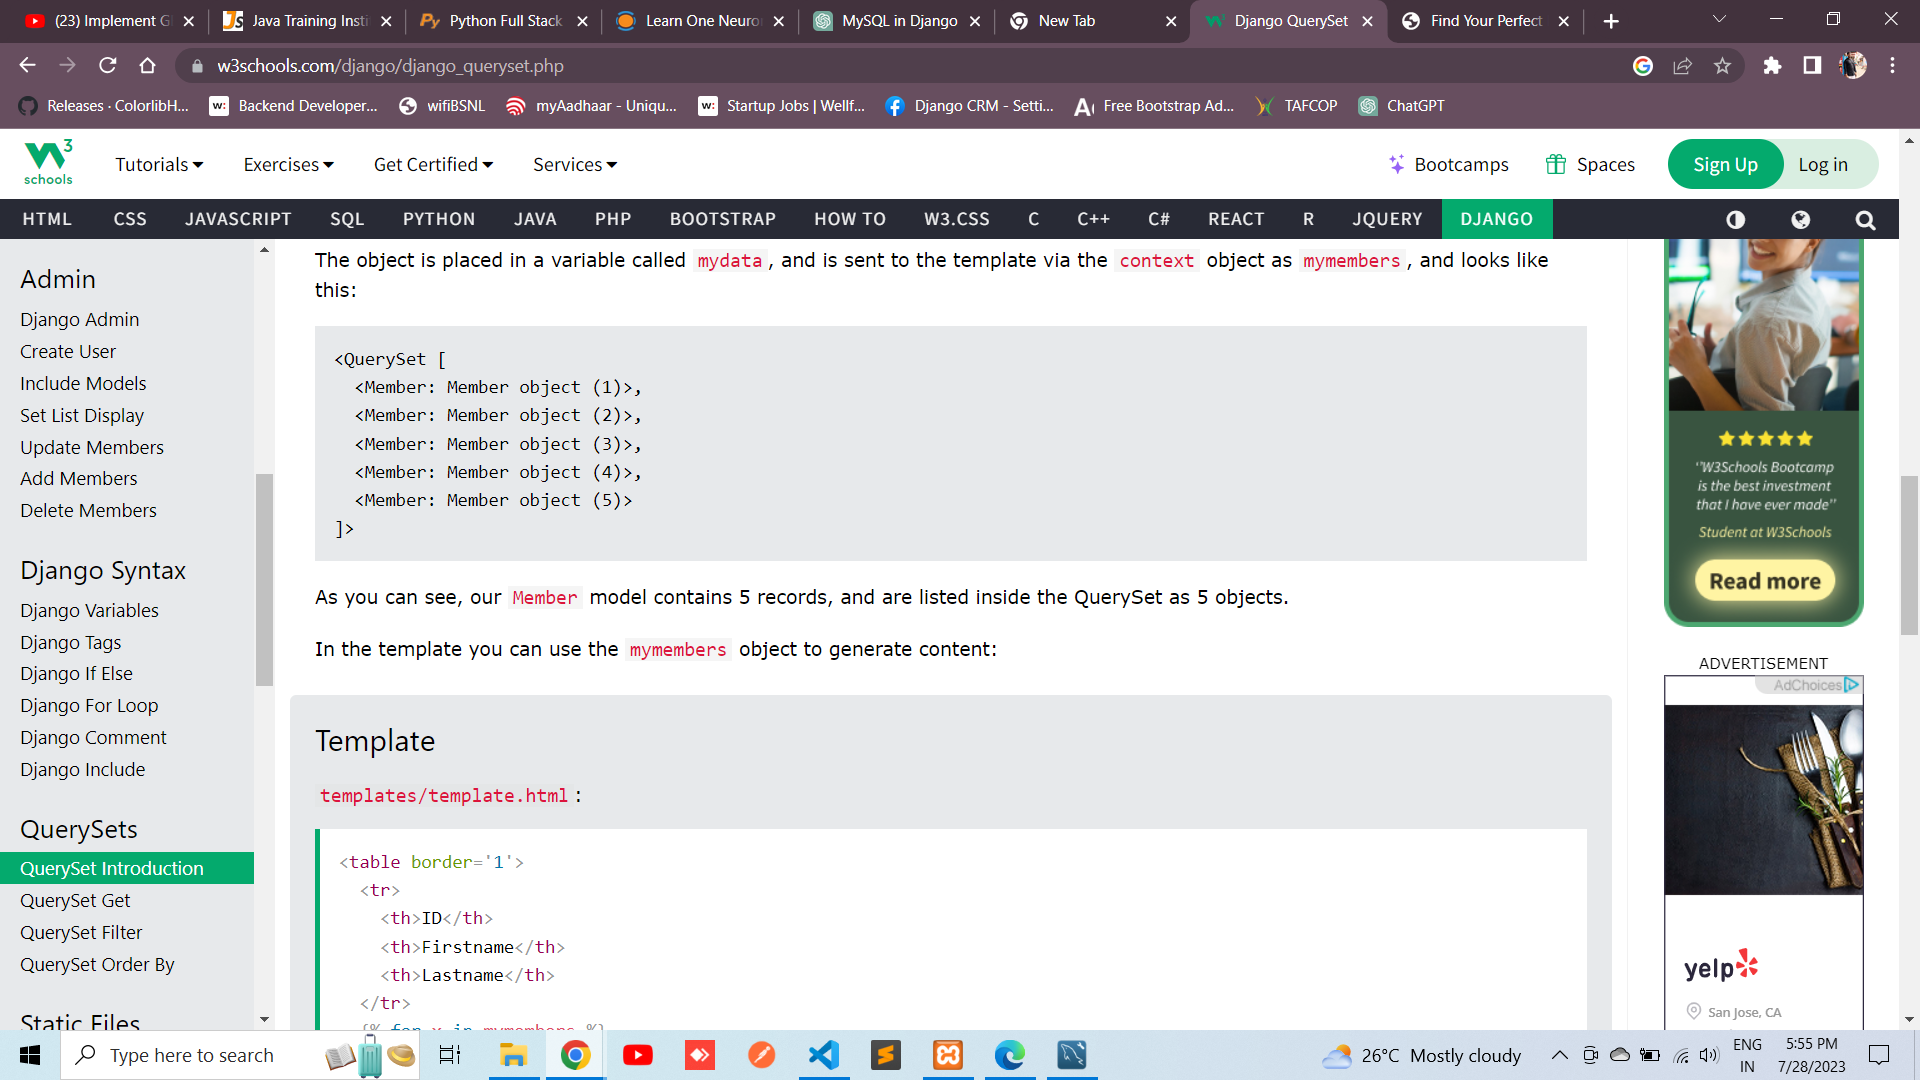 (23) Implement G
Java Training Insti
Python Full Stack
Learn One Neuro
MySQL in Django
New Tab
Django QuerySet
Find Your Perfect
w3schools.com/django/django_queryset.php
Releases · ColorlibH...
Backend Developer...
wifiBSNL
myAadhaar - Uniqu...
Startup Jobs | Wellf...
Django CRM - Setti...
Free Bootstrap Ad...
TAFCOP
ChatGPT
3
schools
Tutorials
Exercises
Get Certified
Services
Bootcamps
Spaces
Sign Up
Log in
HTML
CSS
JAVASCRIPT
SQL
PYTHON
JAVA
PHP
BOOTSTRAP
HOW TO
W3.CSS
C
C++
C#
REACT
R
JQUERY
DJANGO
Admin
Django Admin
Create User
Include Models
Set List Display
Update Members
Add Members
Delete Members
Django Syntax
Django Variables
Django Tags
Django If Else
Django For Loop
Django Comment
Django Include
QuerySets
QuerySet Introduction
QuerySet Get
QuerySet Filter
QuerySet Order By
Static Files
The object is placed in a variable called mydata, and is sent to the template via the context object as mymembers, and looks like
this:
<QuerySet [
<Member: Member object (1)>,
<Member: Member object (2)>,
<Member: Member object (3)>,
<Member: Member object (4)>,
<Member: Member object (5)>
]>
As you can see, our Member model contains 5 records, and are listed inside the QuerySet as 5 objects.
In the template you can use the mymembers object to generate content:
Template
templates/template.html:
<table border='1'>
<tr>
<th>ID</th>
<th>Firstname</th>
<th>Lastname</th>
</tr>
{% for x in mymembers %}
"W3Schools Bootcamp
is the best investment
that I have ever made"
Student at W3Schools
Read more
ADVERTISEMENT
AdChoices
yelp
San Jose, CA
Type here to search
26°C Mostly cloudy
ENG
IN
5:55 PM
7/28/2023